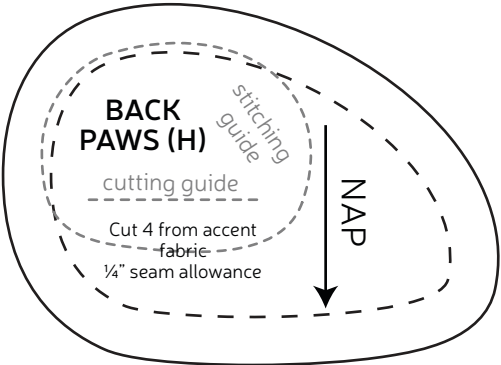 BACK
PAWS (H)
stitching
guide
cutting guide
Cut 4 from accent
fabric
¼” seam allowance
NAP